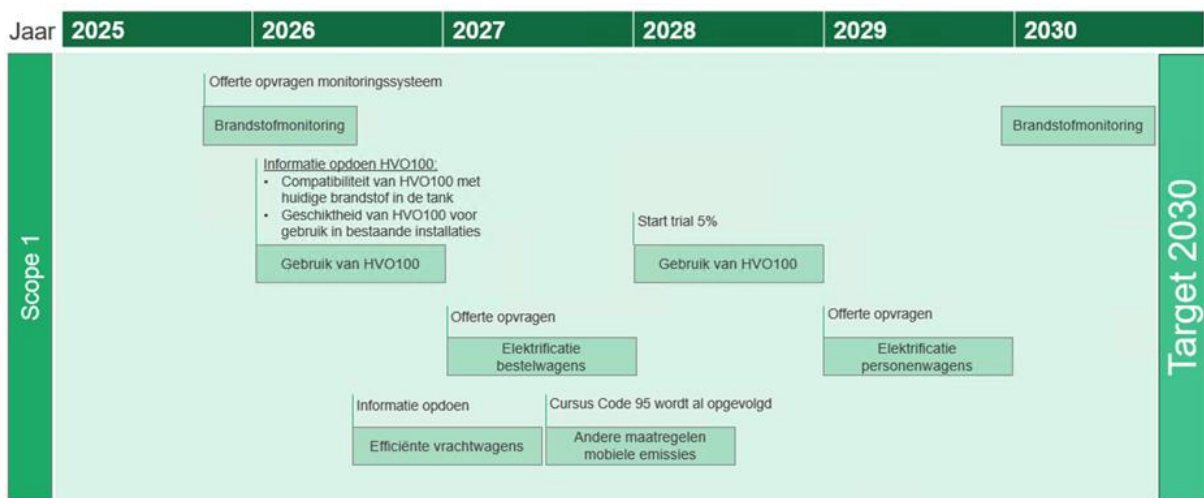 Jaar 2025 2026 2027 2028 2029 2030
Offerte opvragen monitoringssysteem
Brandstofmonitoring
Brandstofmonitoring
Informatie opdoen HVO100:
• Compatibiliteit van HVO100 met
huidige brandstof in de tank
• Geschiktheid van HVO100 voor
gebruik in bestaande installaties
Gebruik van HVO100
Start trial 5%
Gebruik van HVO100
Offerte opvragen
Elektrificatie
bestelwagens
Offerte opvragen
Elektrificatie
personenwagens
Informatie opdoen
Efficiënte vrachtwagens
Cursus Code 95 wordt al opgevolgd
Andere maatregelen
mobiele emissies
Scope 1
Target 2030